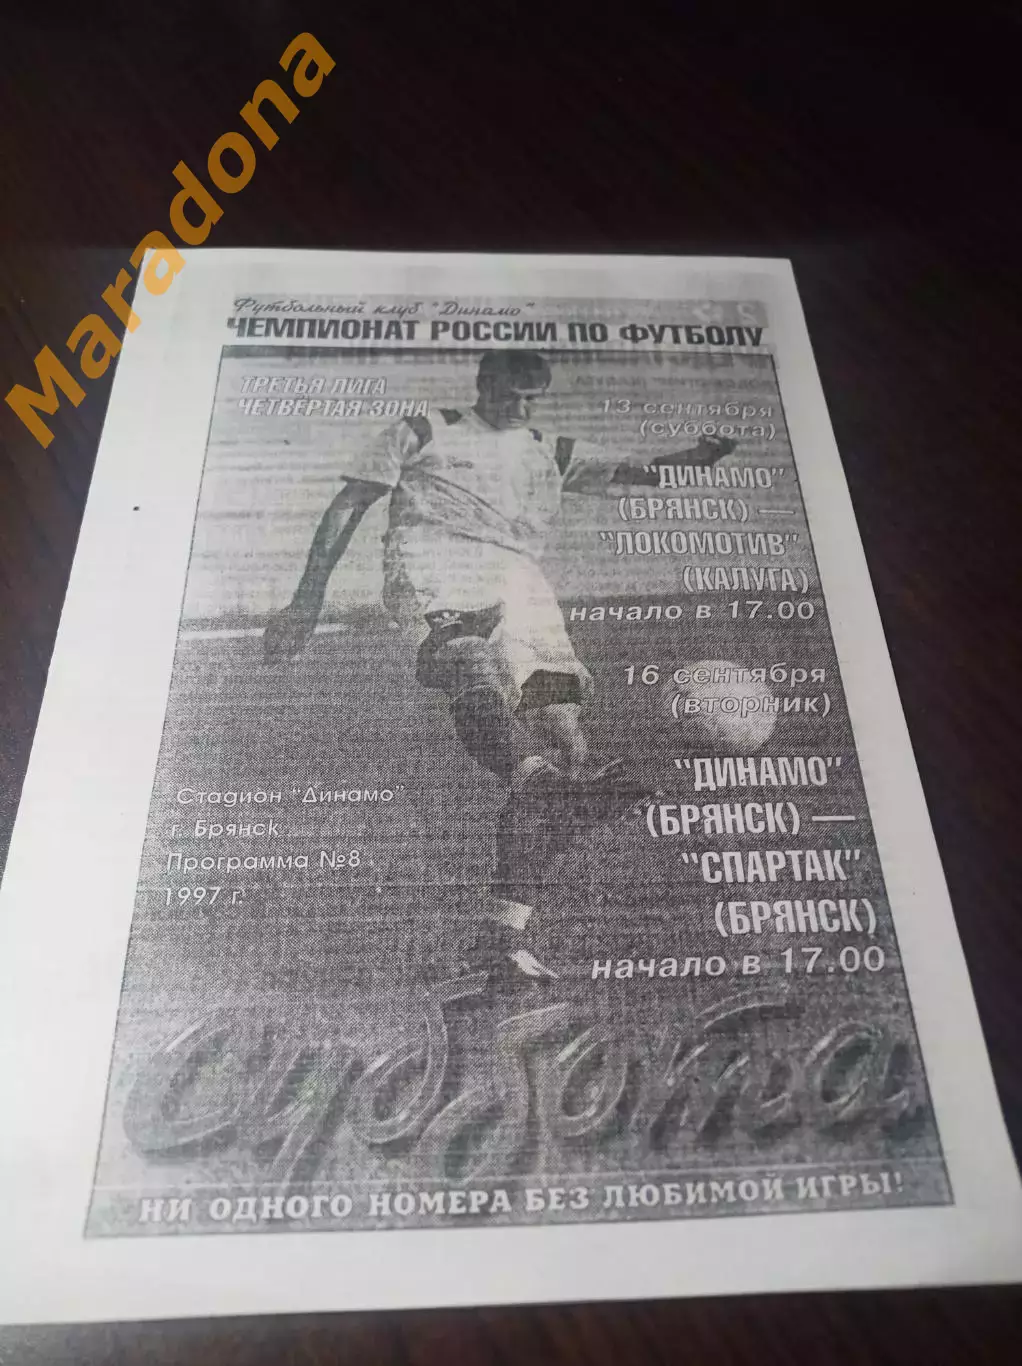 Maradona
Футбольный клуб "Динамо"
ЧЕМПИОНАТ РОССИИ ПО ФУТБОЛУ
ТРЕТЬЯ ЛИГА
ЧЕТВЕРТАЯ ЗОНА
13 сентября
(суббота)
"ДИНАМО"
(БРЯНСК) —
"ЛОКОМОТИВ"
(КАЛУГА)
начало в 17.00
16 сентября
(вторник)
"ДИНАМО"
(БРЯНСК) —
"СПАРТАК"
(БРЯНСК)
начало в 17.00
Стадион "Динамо"
г. Брянск
Программа №8
1997 г.
суббота
НИ ОДНОГО НОМЕРА БЕЗ ЛЮБИМОЙ ИГРЫ!